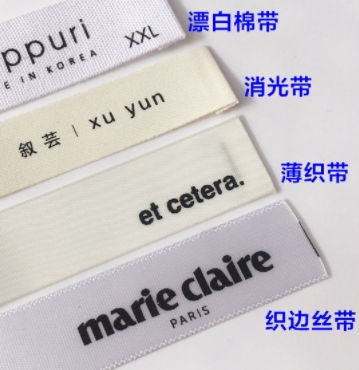 ppuri
E IN KOREA
XXL
漂白棉带
叙芸 | xu yun
消光带
et cetera.
薄织带
marie claire
PARIS
织边丝带